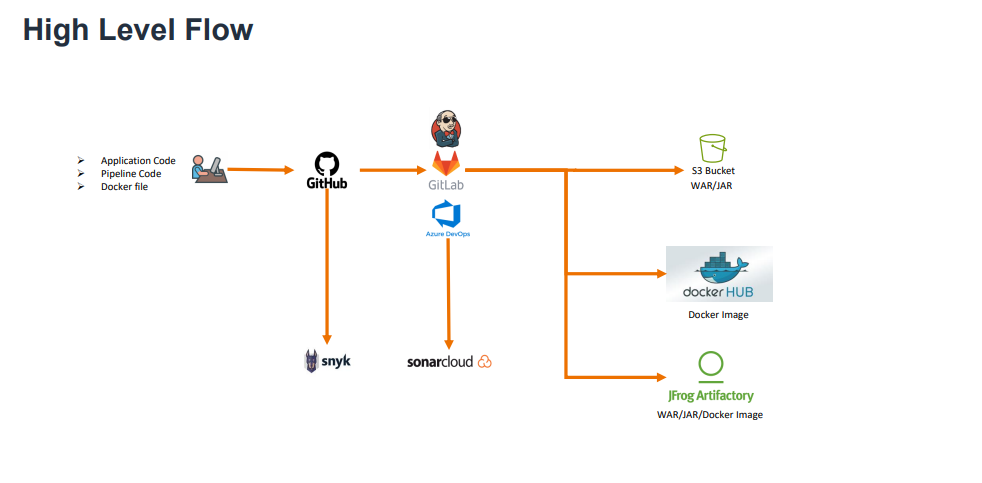 High Level Flow
Application Code
Pipeline Code
Docker file
GitHub
GitLab
Azure DevOps
S3 Bucket
WAR/JAR
docker HUB
Docker Image
snyk
sonarcloud
JFrog Artifactory
WAR/JAR/Docker Image